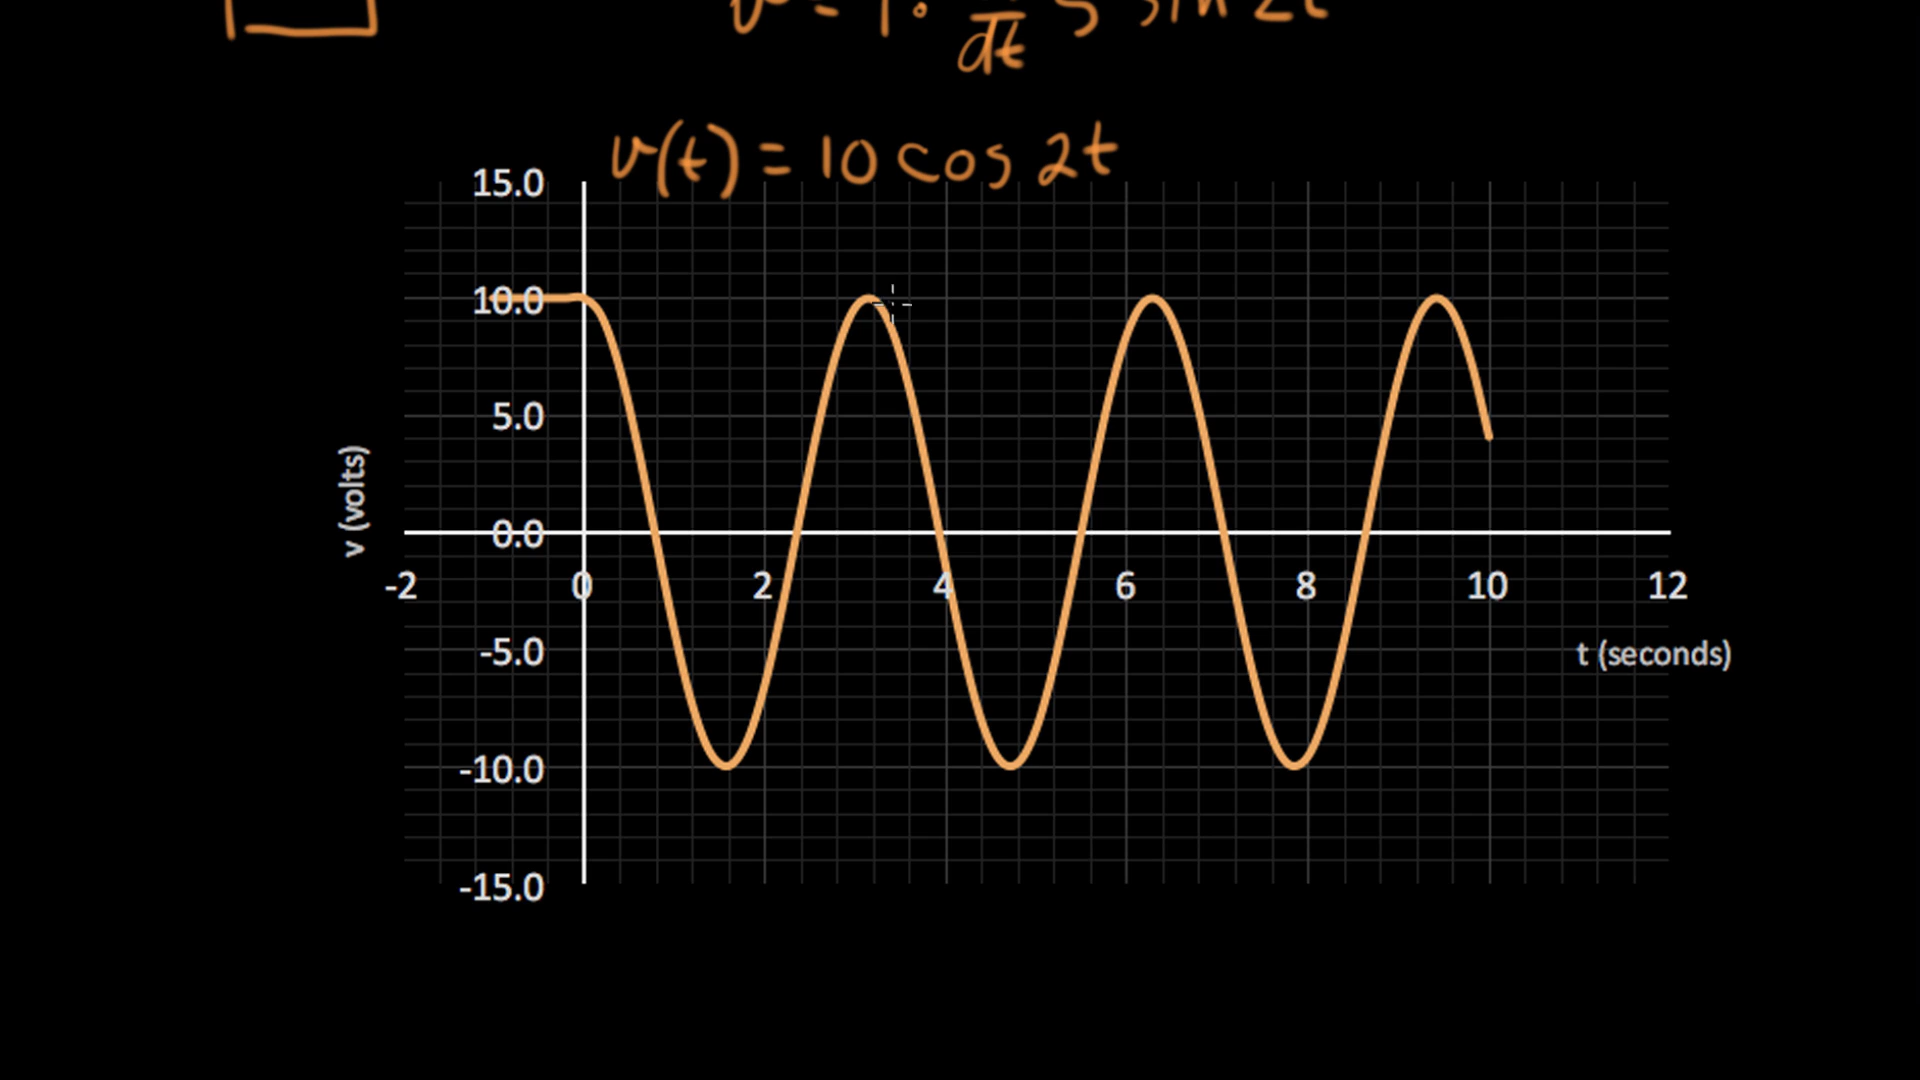 dt
v(t) = 10 cos 2t
15.0
10.0
5.0
0.0
-2 0 2 4 6 8 10 12
-5.0
-10.0
-15.0
v (volts)
t (seconds)